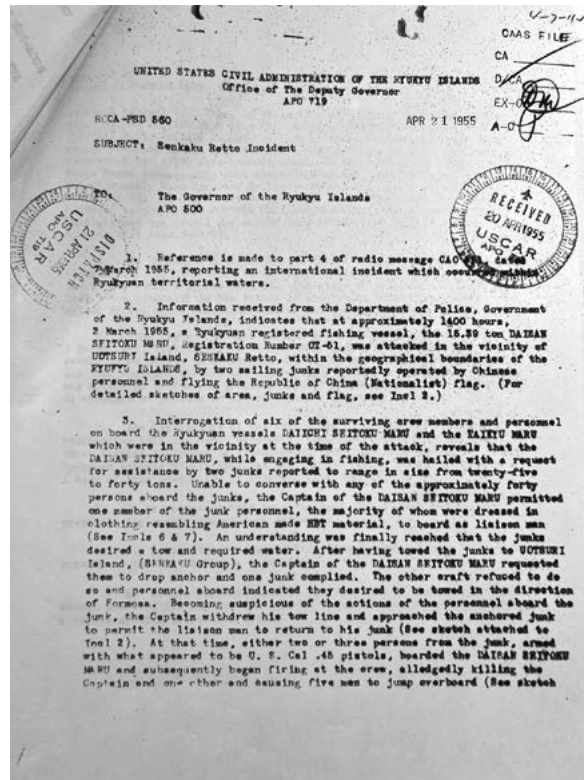 4-7-
CAAS FILE
CA
D/CA
EX-O
A-O
UNITED STATES CIVIL ADMINISTRATION OF THE RYUKYU ISLANDS
Office of The Deputy Governor
APO 719
RCCA-PSD 560
APR 21 1955
SUBJECT: Senkaku Retto Incident
TO: The Governor of the Ryukyu Islands
APO 500
DISPATCH
21 APR 1955
USCAR
APO 719
RECEIVED
20 APR 1955
USCAR
APO
1. Reference is made to part 4 of radio message CAO dated
March 1955, reporting an international incident which occurred within
Ryukyuan territorial waters.
2. Information received from the Department of Police, Government
of the Ryukyu Islands, indicates that at approximately 1400 hours,
2 March 1955, a Ryukyuan registered fishing vessel, the 15.39 ton DAISAN
SEITOKU MARU, Registration Number OT-51, was attacked in the vicinity of
UOTSURI Island, SENKAKU Retto, within the geographical boundaries of the
RYUKYU ISLANDS, by two sailing junks reportedly operated by Chinese
personnel and flying the Republic of China (Nationalist) flag. (For
detailed sketches of area, junks and flag, see Incl 2.)
3. Interrogation of six of the surviving crew members and personnel
on board the Ryukyuan vessels DAIICHI SEITOKU MARU and the MARU
which were in the vicinity at the time of the attack, reveals that the
DAISAN SEITOKU MARU, while engaging in fishing, was hailed with a request
for assistance by two junks reported to range in size from twenty-five
to forty tons. Unable to converse with any of the approximately forty
persons aboard the junks, the Captain of the DAISAN SEITOKU MARU permitted
one member of the junk personnel, the majority of whom were dressed in
clothing resembling American made HBT material, to board as liaison man
(See Incls 6 & 7). An understanding was finally reached that the junks
desired a tow and required water. After having towed the junks to UOTSURI
Island, (SENKAKU Group), the Captain of the DAISAN SEITOKU MARU requested
them to drop anchor and one junk complied. The other craft refused to do
so and personnel aboard indicated they desired to be towed in the direction
of Formosa. Becoming suspicious of the actions of the personnel aboard the
junk, the Captain withdrew his tow line and approached the anchored junk
to permit the liaison man to return to his junk (See sketch attached to
Incl 2). At that time, either two or three persons from the junk, armed
with what appeared to be U. S. Cal .45 pistols, boarded the DAISAN SEITOKU
MARU and subsequently began firing at the crew, allegedly killing the
Captain and one other and causing five men to jump overboard (See sketch